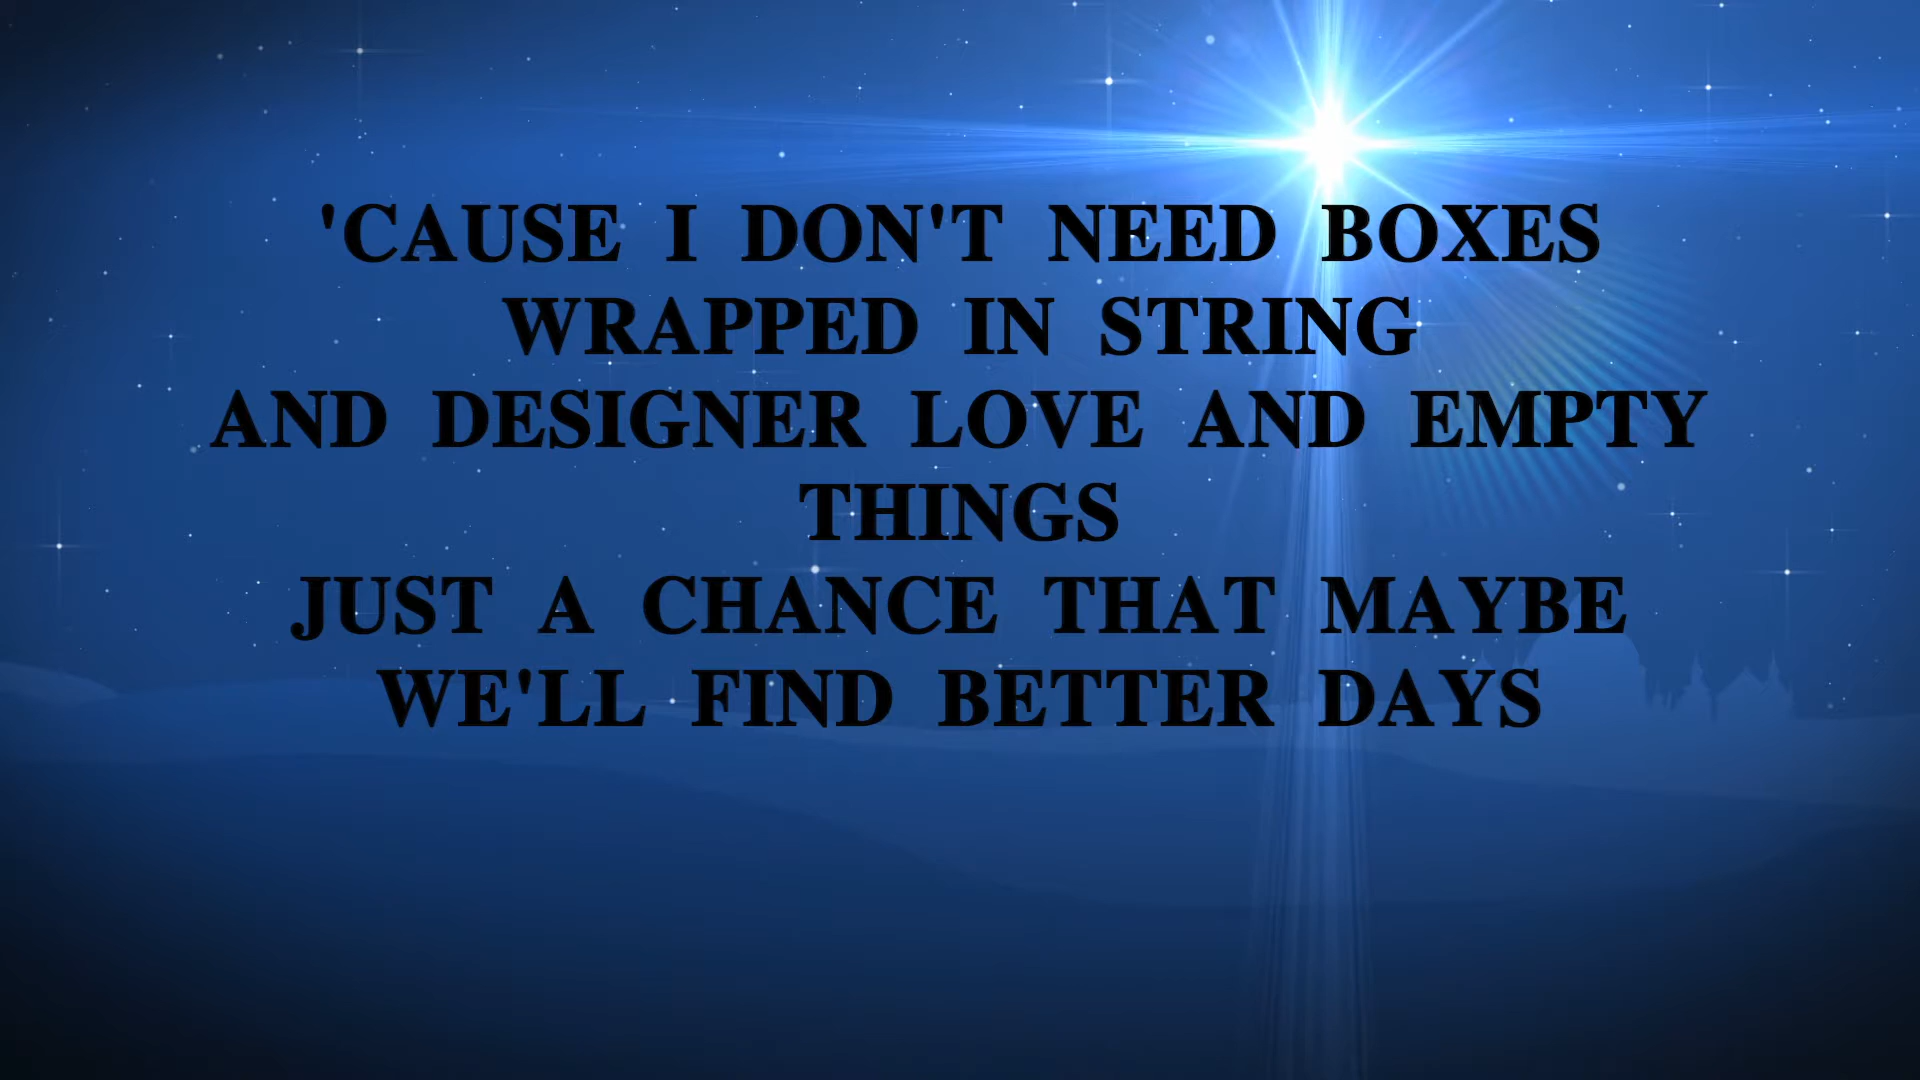 'CAUSE I DON'T NEED BOXES
WRAPPED IN STRING
AND DESIGNER LOVE AND EMPTY
THINGS
JUST A CHANCE THAT MAYBE
WE'LL FIND BETTER DAYS